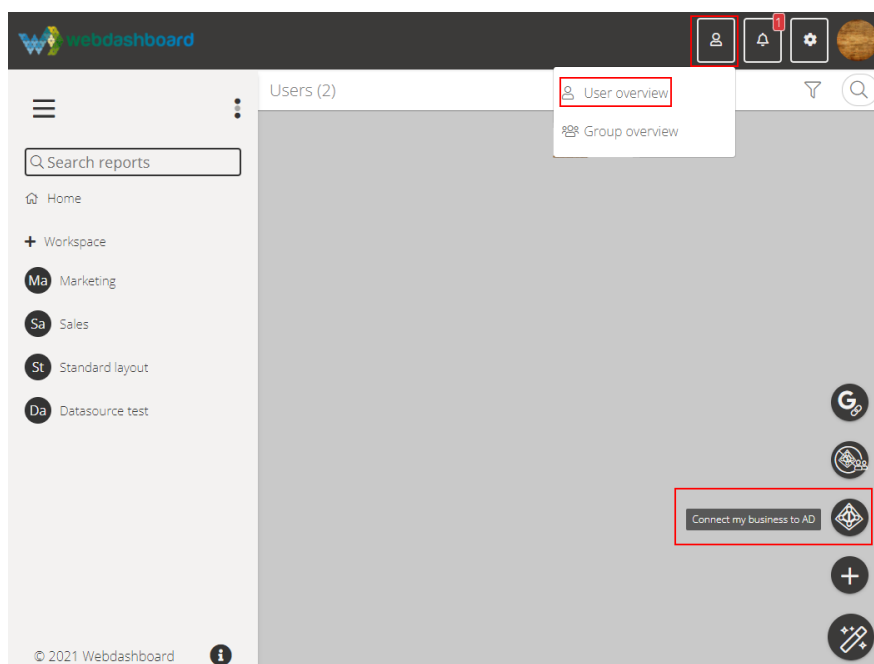 webdashboard
1
Users (2)
User overview
Group overview
Search reports
Home
Workspace
Ma Marketing
Sa Sales
St Standard layout
Da Datasource test
G
Connect my business to AD
© 2021 Webdashboard